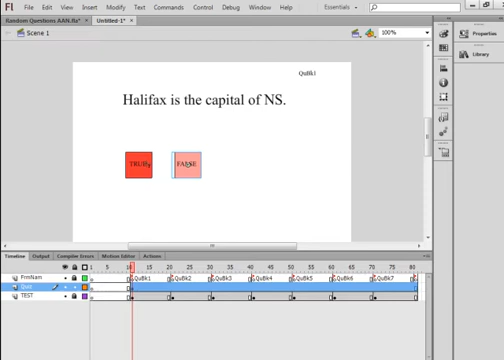 Fl File Edit View Insert Modify Text Commands Control Debug Window Help Essentials
Random Questions AAN.fla* × Untitled-1* ×
Scene 1 100%
Properties
Library
QuBk1
Halifax is the capital of NS.
TRUE FALSE
Timeline Output Compiler Errors Motion Editor Actions
1 5 10 15 20 25 30 35 40 45 50 55 60 65 70 75 80
FrmNam QuBk1 QuBk2 QuBk3 QuBk4 QuBk5 QuBk6 QuBk7
Quiz
TEST